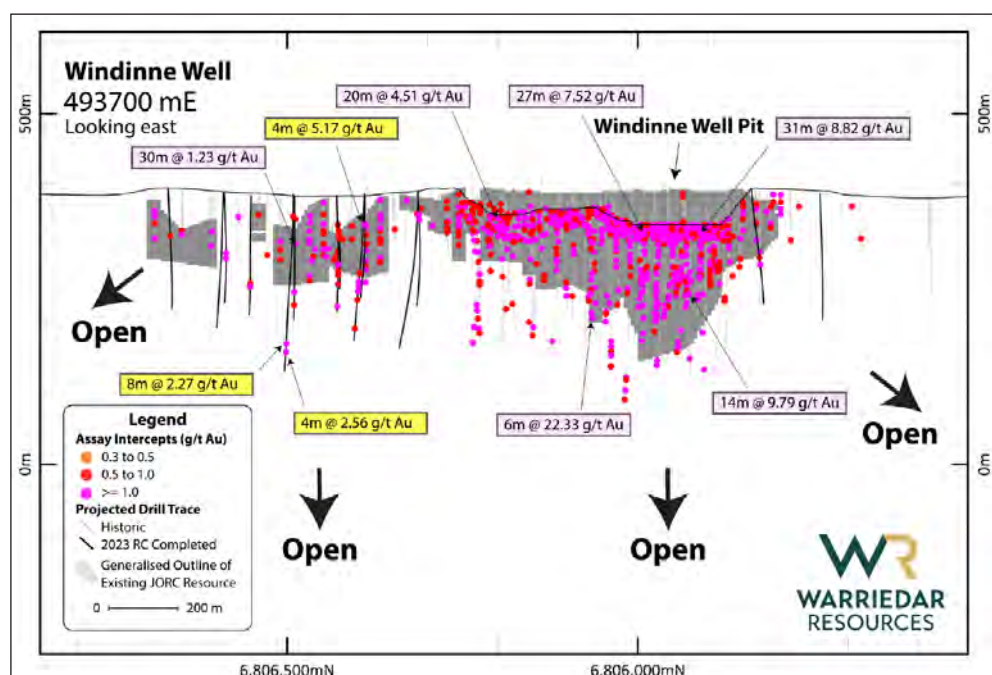 Windinne Well
493700 mE
Looking east
500m
500m
20m @ 4.51 g/t Au
27m @ 7.52 g/t Au
4m @ 5.17 g/t Au
Windinne Well Pit
31m @ 8.82 g/t Au
30m @ 1.23 g/t Au
Open
8m @ 2.27 g/t Au
4m @ 2.56 g/t Au
6m @ 22.33 g/t Au
14m @ 9.79 g/t Au
Open
0m
0m
Legend
Assay Intercepts (g/t Au)
0.3 to 0.5
0.5 to 1.0
>= 1.0
Projected Drill Trace
Historic
2023 RC Completed
Generalised Outline of
Existing JORC Resource
0 200 m
Open
Open
WR
WARRIEDAR
RESOURCES
6,806,500mN
6,806,000mN